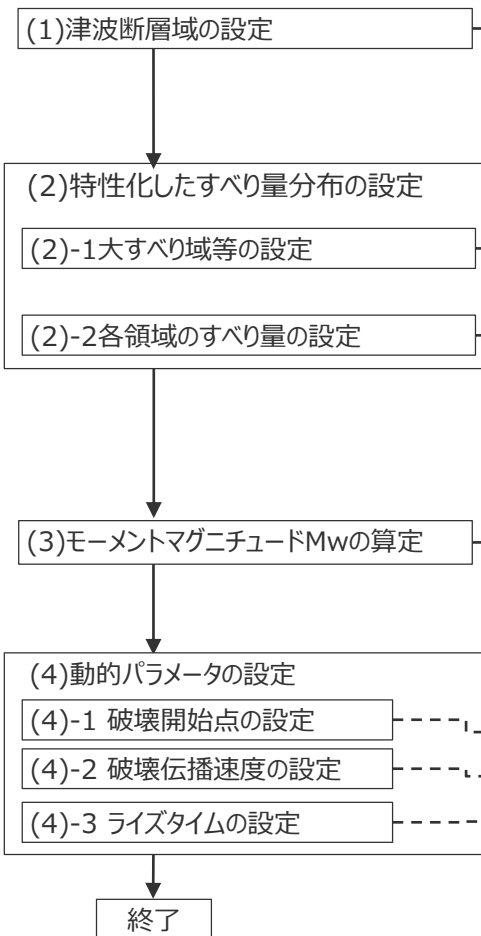 (1)津波断層域の設定
(2)特性化したすべり量分布の設定
(2)-1大すべり域等の設定
(2)-2各領域のすべり量の設定
(3)モーメントマグニチュードMwの算定
(4)動的パラメータの設定
(4)-1 破壊開始点の設定
(4)-2 破壊伝播速度の設定
(4)-3 ライズタイムの設定
終了